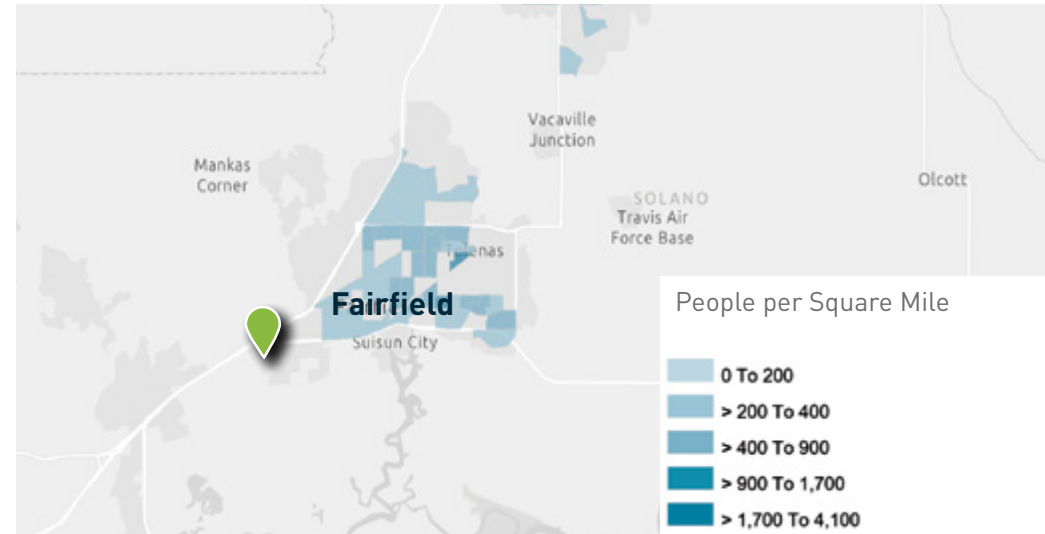 Vacaville
Junction
Mankas
Corner
Olcott
SOLANO
Travis Air
Force Base
Fairfield
Suisun City
People per Square Mile
0 To 200
> 200 To 400
> 400 To 900
> 900 To 1,700
> 1,700 To 4,100